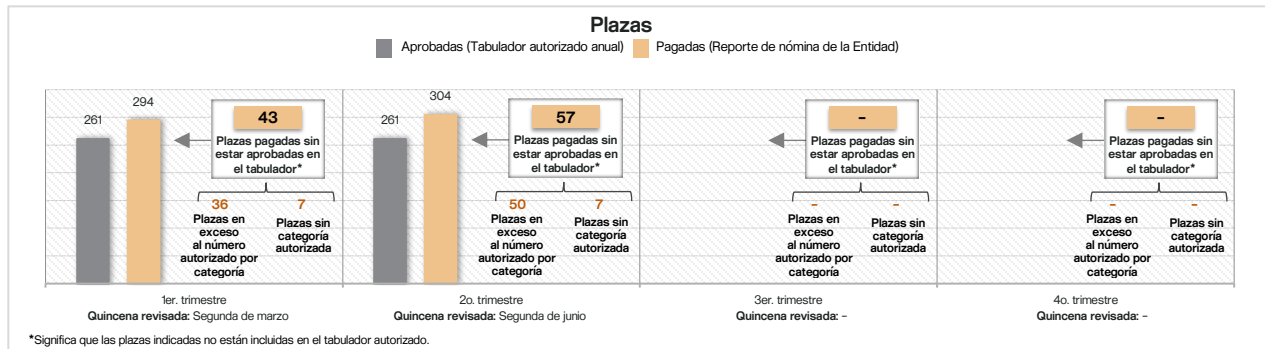 Plazas
Aprobadas (Tabulador autorizado anual)
Pagadas (Reporte de nómina de la Entidad)
261
294
43
Plazas pagadas sin
estar aprobadas en
el tabulador*
36
Plazas en
exceso
al número
autorizado por
categoría
7
Plazas sin
categoría
autorizada
1er. trimestre
Quincena revisada: Segunda de marzo
261
304
57
Plazas pagadas sin
estar aprobadas en
el tabulador*
50
Plazas en
exceso
al número
autorizado por
categoría
7
Plazas sin
categoría
autorizada
2o. trimestre
Quincena revisada: Segunda de junio
-
Plazas pagadas sin
estar aprobadas en
el tabulador*
-
Plazas en
exceso
al número
autorizado por
categoría
-
Plazas sin
categoría
autorizada
3er. trimestre
Quincena revisada: -
-
Plazas pagadas sin
estar aprobadas en
el tabulador*
-
Plazas en
exceso
al número
autorizado por
categoría
-
Plazas sin
categoría
autorizada
4o. trimestre
Quincena revisada: -
*Significa que las plazas indicadas no están incluidas en el tabulador autorizado.